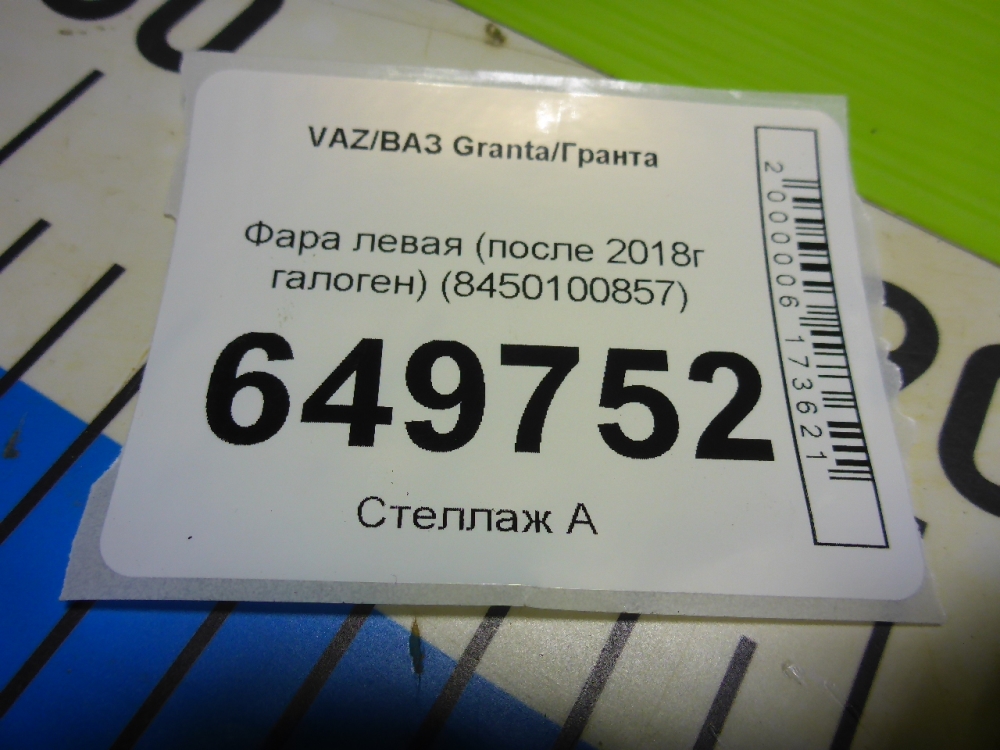 VAZ/ВАЗ Granta/Гранта
Фара левая (после 2018г
галоген) (8450100857)
649752
Стеллаж А
2000006173621